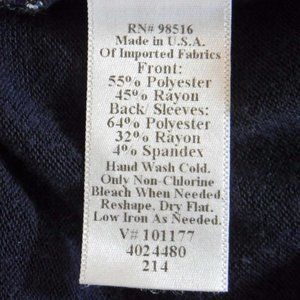 RN# 98516
Made in U.S.A.
Of Imported Fabrics
Front:
55% Polyester
45% Rayon
Back/ Sleeves:
64% Polyester
32% Rayon
4% Spandex
Hand Wash Cold.
Only Non-Chlorine
Bleach When Needed.
Reshape. Dry Flat.
Low Iron As Needed.
V# 101177
4024480
214